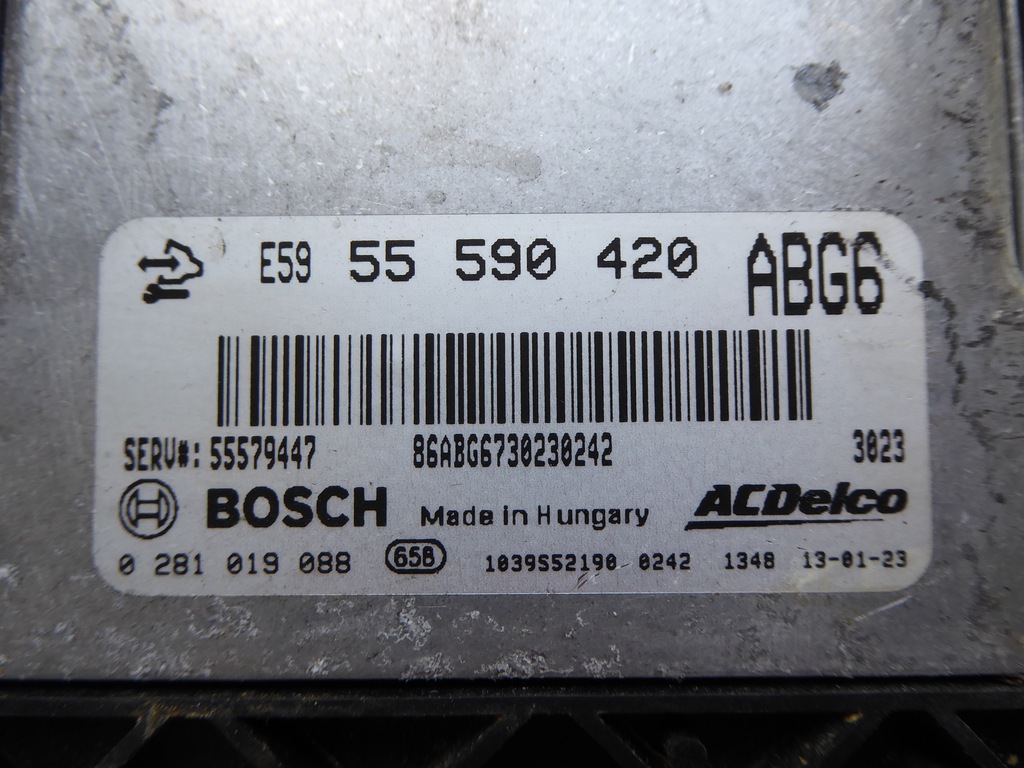 E59 55 590 420 ABG6
SERV#: 55579447 86ABG6730230242 3023
BOSCH Made in Hungary ACDelco
0 281 019 088 658 1039S52190 0242 1348 13-01-23